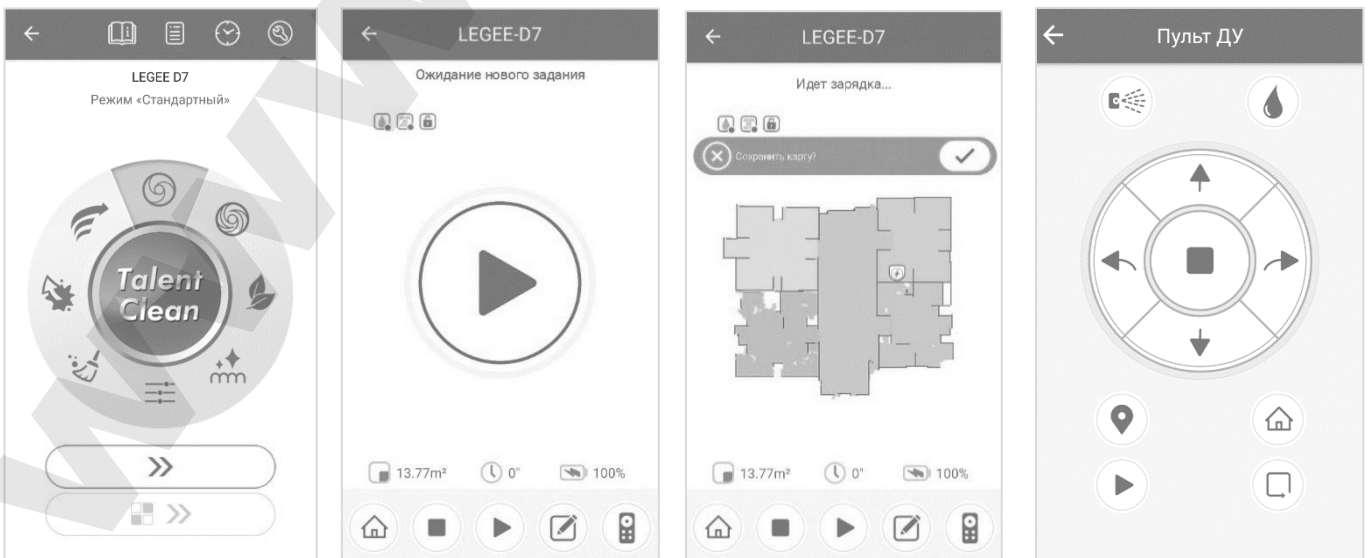 LEGEE D7
Режим «Стандартный»
Talent
Clean
LEGEE-D7
Ожидание нового задания
13.77m²
0"
100%
LEGEE-D7
Идет зарядка...
Сохранить карту?
13.77m²
0"
100%
Пульт ДУ